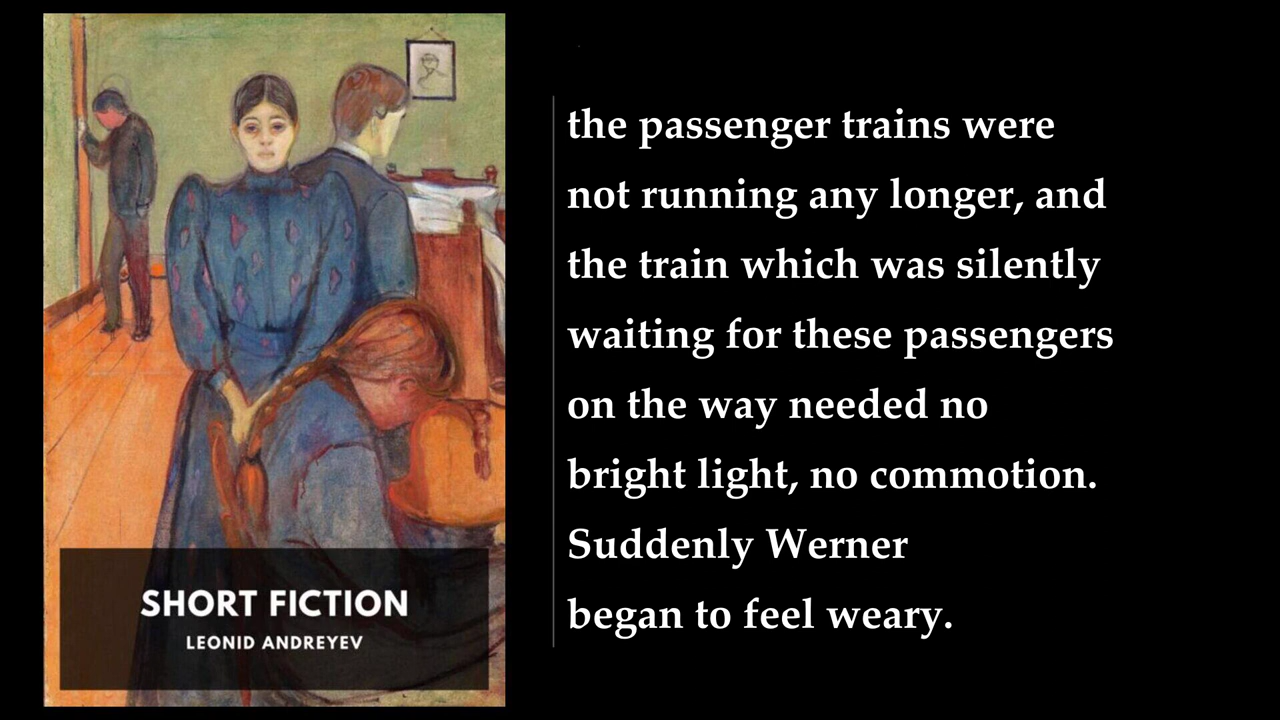 SHORT FICTION
LEONID ANDREYEV
the passenger trains were
not running any longer, and
the train which was silently
waiting for these passengers
on the way needed no
bright light, no commotion.
Suddenly Werner
began to feel weary.